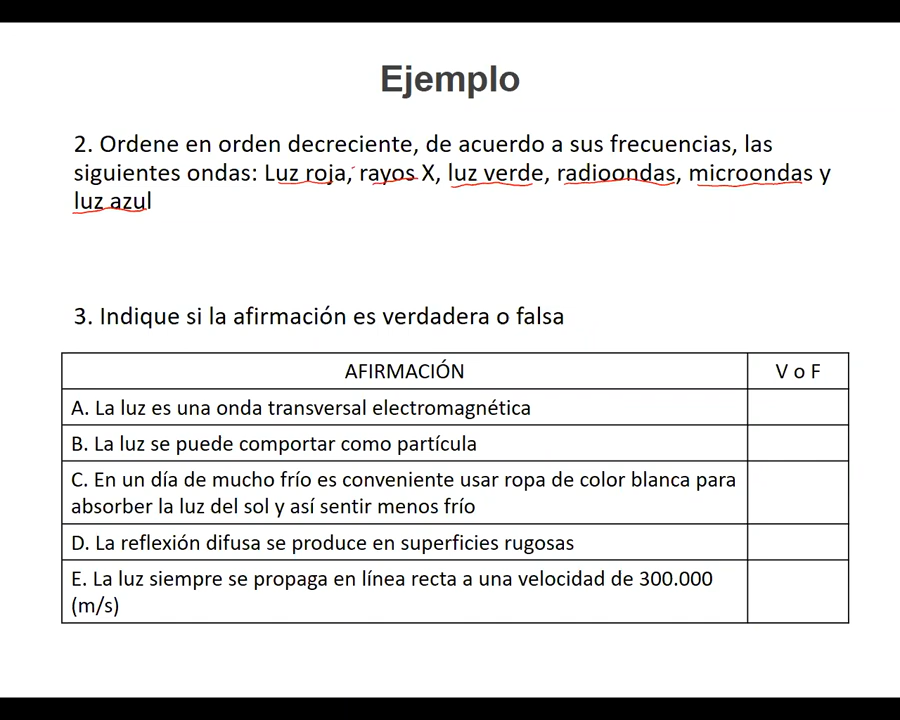 Ejemplo
2. Ordene en orden decreciente, de acuerdo a sus frecuencias, las
siguientes ondas: Luz roja, rayos X, luz verde, radioondas, microondas y
luz azul
3. Indique si la afirmación es verdadera o falsa
AFIRMACIÓN V o F
A. La luz es una onda transversal electromagnética
B. La luz se puede comportar como partícula
C. En un día de mucho frío es conveniente usar ropa de color blanca para
absorber la luz del sol y así sentir menos frío
D. La reflexión difusa se produce en superficies rugosas
E. La luz siempre se propaga en línea recta a una velocidad de 300.000
(m/s)